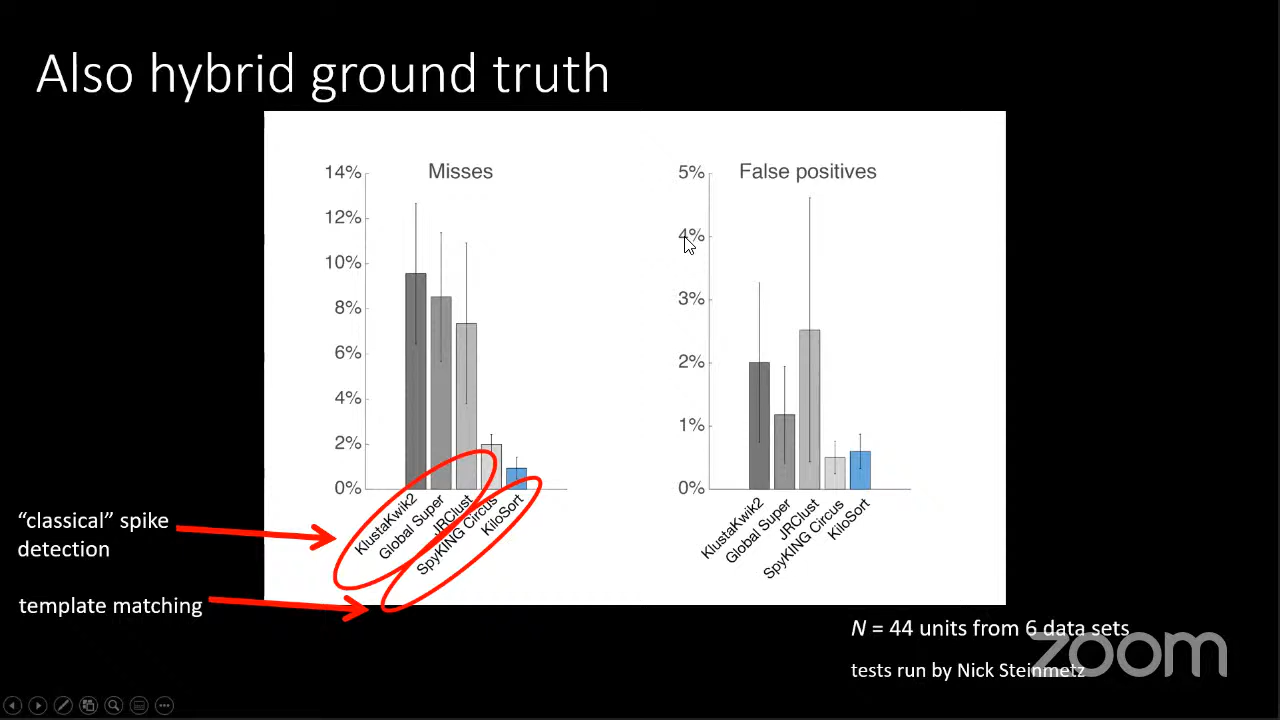 Also hybrid ground truth
Misses
14%
12%
10%
8%
6%
4%
2%
0%
KlustaKwik2
Global Super
JRClust
SpyKING Circus
KiloSort
False positives
5%
4%
3%
2%
1%
0%
KlustaKwik2
Global Super
JRClust
SpyKING Circus
KiloSort
“classical” spike
detection
template matching
N = 44 units from 6 data sets
tests run by Nick Steinmetz
zoom